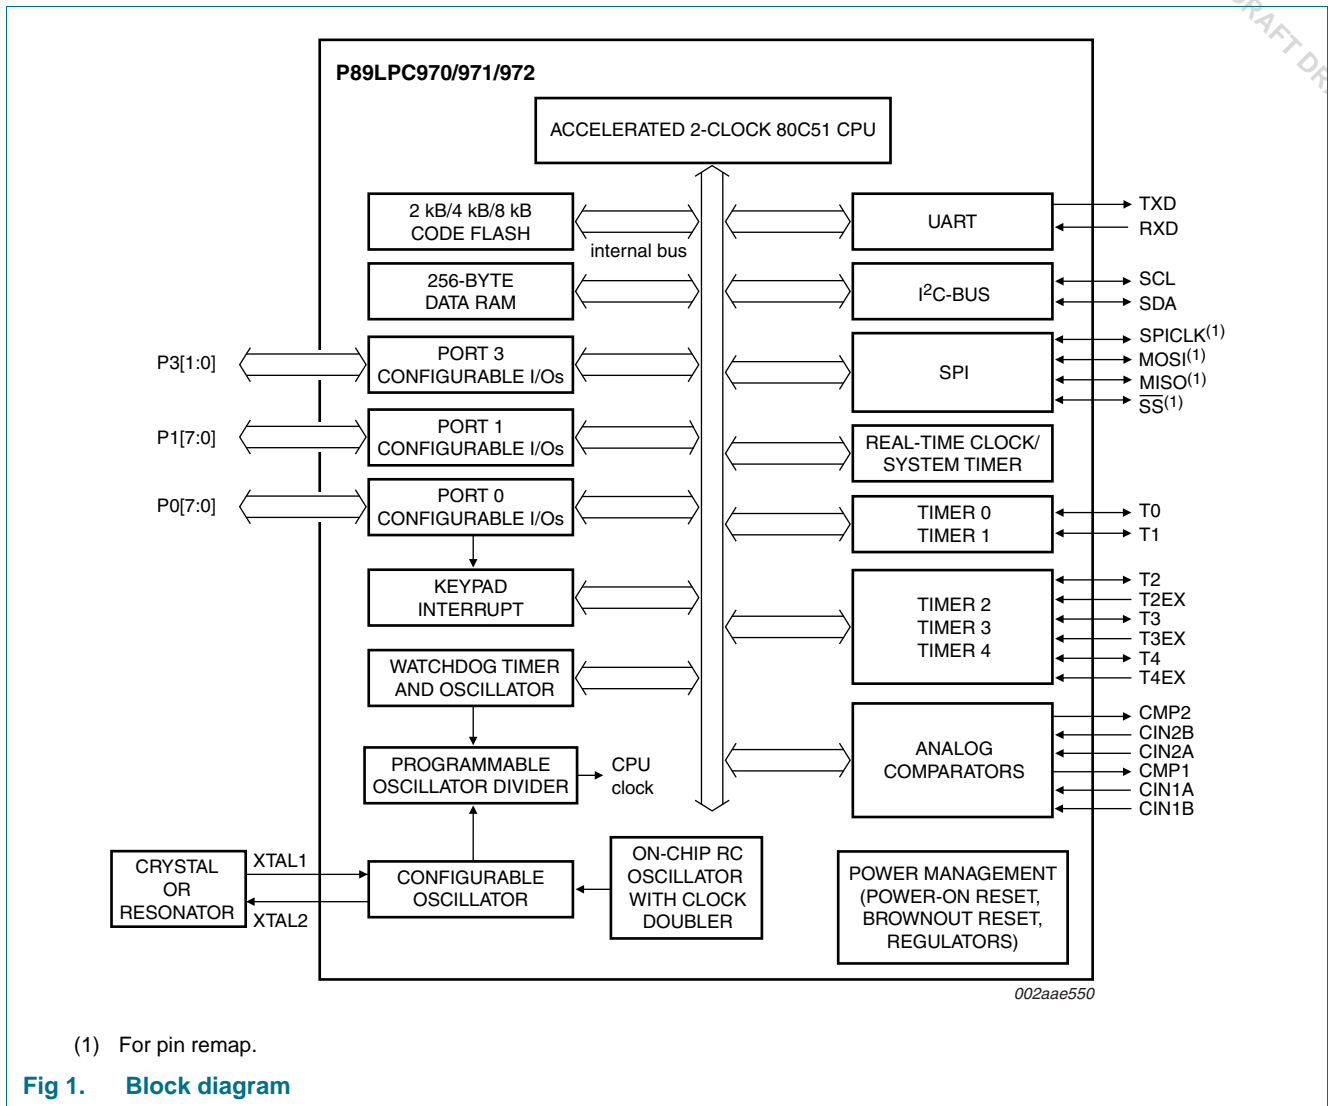 DRAFT DR
P89LPC970/971/972
ACCELERATED 2-CLOCK 80C51 CPU
2 kB/4 kB/8 kB
CODE FLASH
internal bus
256-BYTE
DATA RAM
P3[1:0]
PORT 3
CONFIGURABLE I/Os
P1[7:0]
PORT 1
CONFIGURABLE I/Os
P0[7:0]
PORT 0
CONFIGURABLE I/Os
KEYPAD
INTERRUPT
WATCHDOG TIMER
AND OSCILLATOR
PROGRAMMABLE
OSCILLATOR DIVIDER
CPU
clock
CRYSTAL
OR
RESONATOR
XTAL1
XTAL2
CONFIGURABLE
OSCILLATOR
ON-CHIP RC
OSCILLATOR
WITH CLOCK
DOUBLER
UART
TXD
RXD
I2C-BUS
SCL
SDA
SPI
SPICLK(1)
MOSI(1)
MISO(1)
SS(1)
REAL-TIME CLOCK/
SYSTEM TIMER
TIMER 0
TIMER 1
T0
T1
TIMER 2
TIMER 3
TIMER 4
T2
T2EX
T3
T3EX
T4
T4EX
ANALOG
COMPARATORS
CMP2
CIN2B
CIN2A
CMP1
CIN1A
CIN1B
POWER MANAGEMENT
(POWER-ON RESET,
BROWNOUT RESET,
REGULATORS)
002aae550
(1) For pin remap.
Fig 1. Block diagram